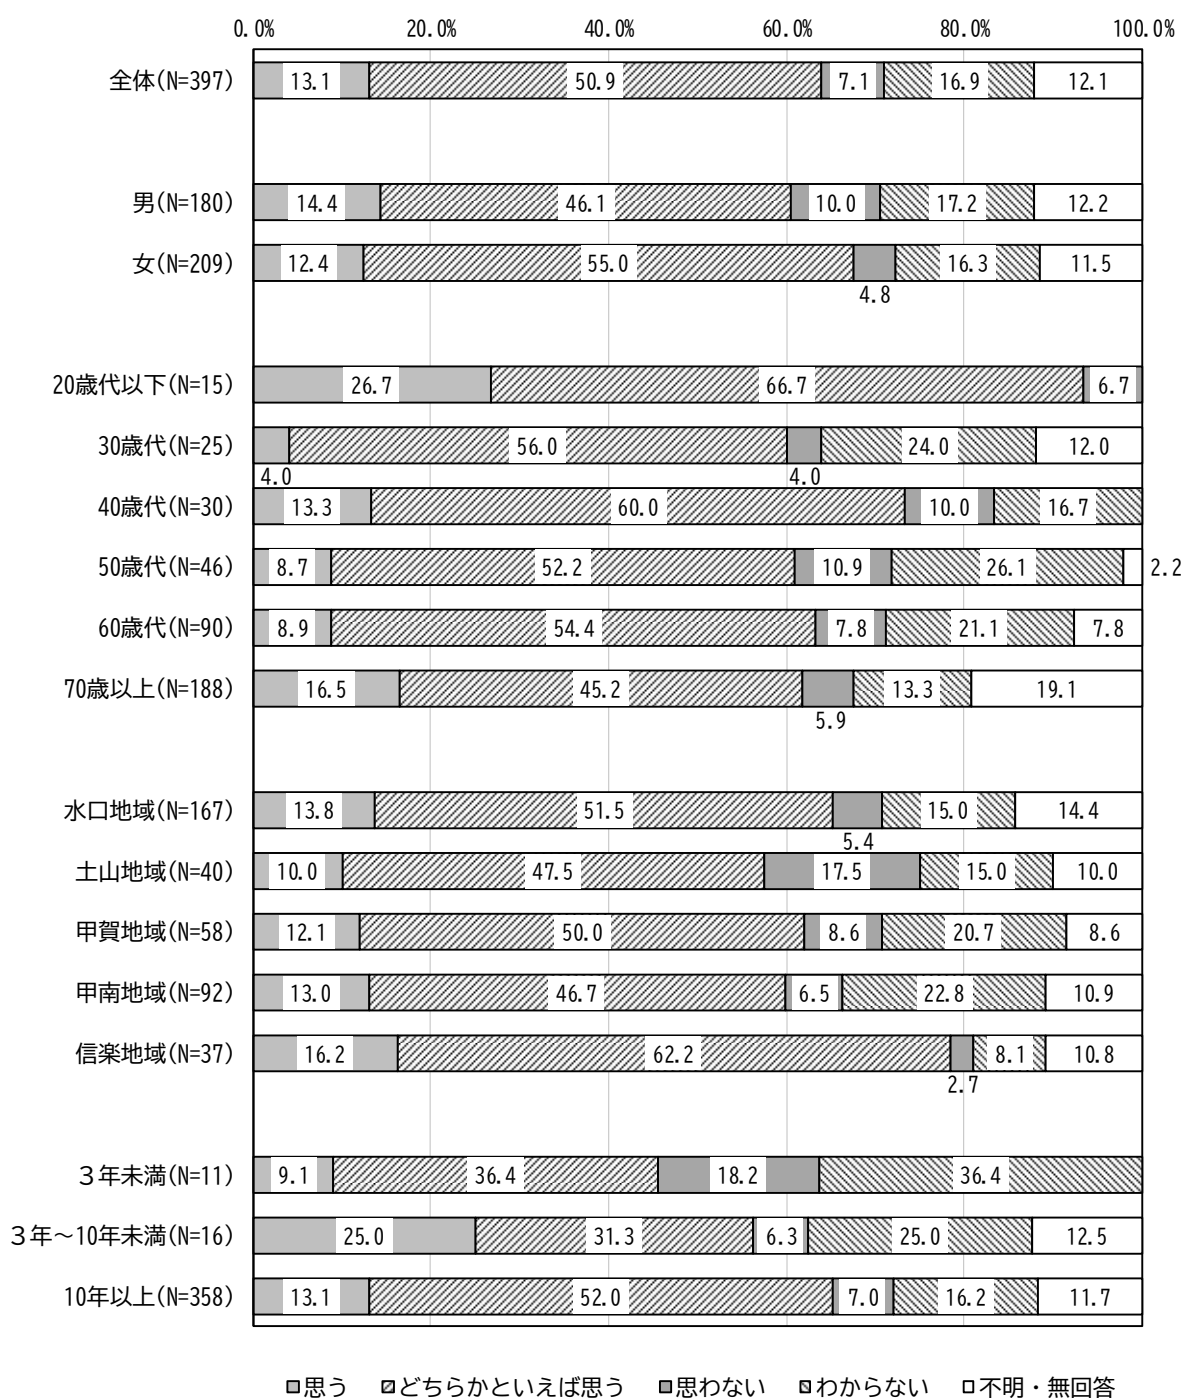 0.0% 20.0% 40.0% 60.0% 80.0% 100.0%
全体(N=397) 13.1 50.9 7.1 16.9 12.1
男(N=180) 14.4 46.1 10.0 17.2 12.2
女(N=209) 12.4 55.0 16.3 11.5
4.8
20歳代以下(N=15) 26.7 66.7 6.7
30歳代(N=25) 56.0 24.0 12.0
4.0 4.0
40歳代(N=30) 13.3 60.0 10.0 16.7
50歳代(N=46) 8.7 52.2 10.9 26.1 2.2
60歳代(N=90) 8.9 54.4 7.8 21.1 7.8
70歳以上(N=188) 16.5 45.2 13.3 19.1
5.9
水口地域(N=167) 13.8 51.5 15.0 14.4
5.4
土山地域(N=40) 10.0 47.5 17.5 15.0 10.0
甲賀地域(N=58) 12.1 50.0 8.6 20.7 8.6
甲南地域(N=92) 13.0 46.7 6.5 22.8 10.9
信楽地域(N=37) 16.2 62.2 8.1 10.8
2.7
３年未満(N=11) 9.1 36.4 18.2 36.4
３年～10年未満(N=16) 25.0 31.3 6.3 25.0 12.5
10年以上(N=358) 13.1 52.0 7.0 16.2 11.7
思う どちらかといえば思う 思わない わからない 不明・無回答